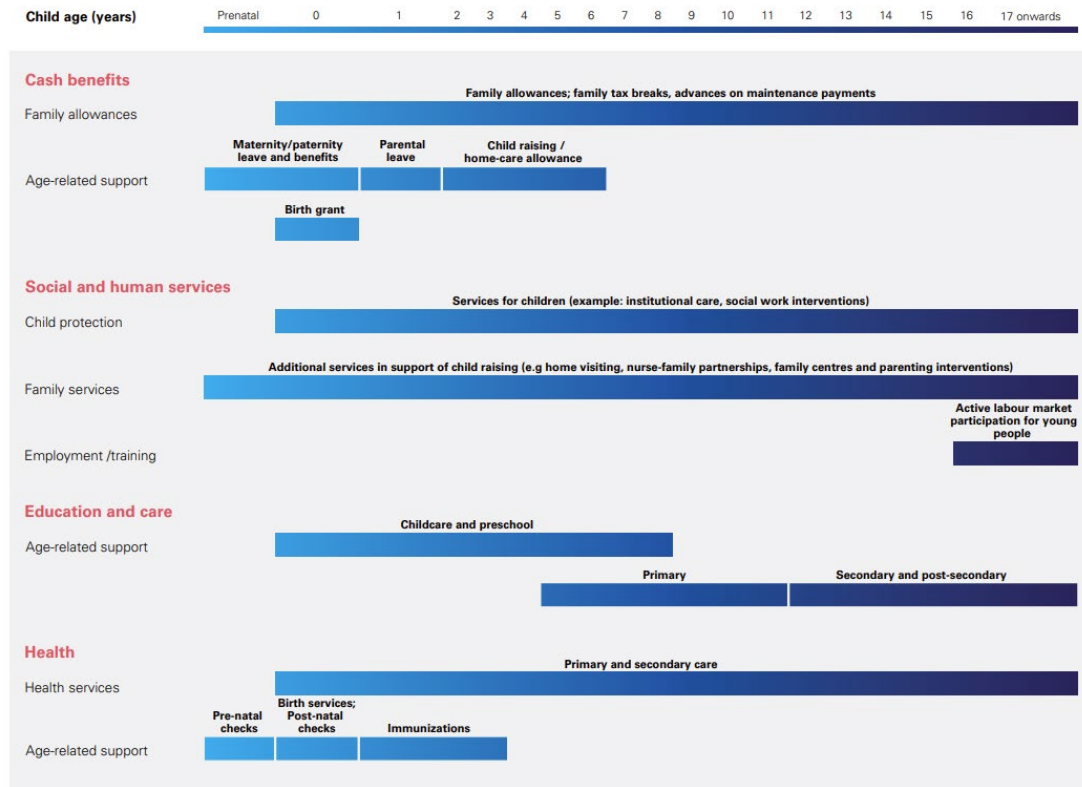 Child age (years) Prenatal 0 1 2 3 4 5 6 7 8 9 10 11 12 13 14 15 16 17 onwards
Cash benefits
Family allowances; family tax breaks, advances on maintenance payments
Family allowances
Maternity/paternity
leave and benefits
Parental
leave
Child raising /
home-care allowance
Age-related support
Birth grant
Social and human services
Services for children (example: institutional care, social work interventions)
Child protection
Additional services in support of child raising (e.g home visiting, nurse-family partnerships, family centres and parenting interventions)
Family services
Active labour market
participation for young
people
Employment /training
Education and care
Childcare and preschool
Age-related support
Primary
Secondary and post-secondary
Health
Primary and secondary care
Health services
Pre-natal
checks
Birth services;
Post-natal
checks
Immunizations
Age-related support